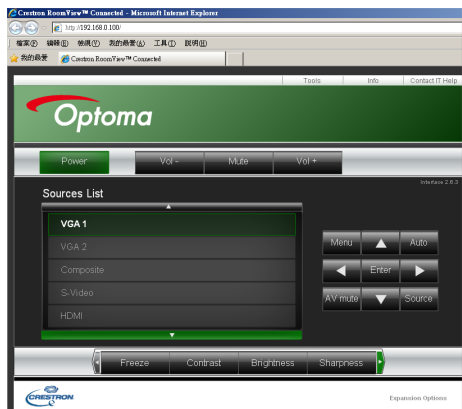 Crestron RoomView™ Connected - Microsoft Internet Explorer
http://192.168.0.100/
檔案(F) 編輯(E) 檢視(V) 我的最愛(A) 工具(T) 說明(H)
我的最愛 Crestron RoomView™ Connected
Tools Info Contact IT Help
Optoma
Power Vol - Mute Vol +
Interface 2.8.3
Sources List
VGA 1
VGA 2
Composite
S-Video
HDMI
Menu Auto
Enter
AV mute Source
Freeze Contrast Brightness Sharpness
CRESTRON
Expansion Options